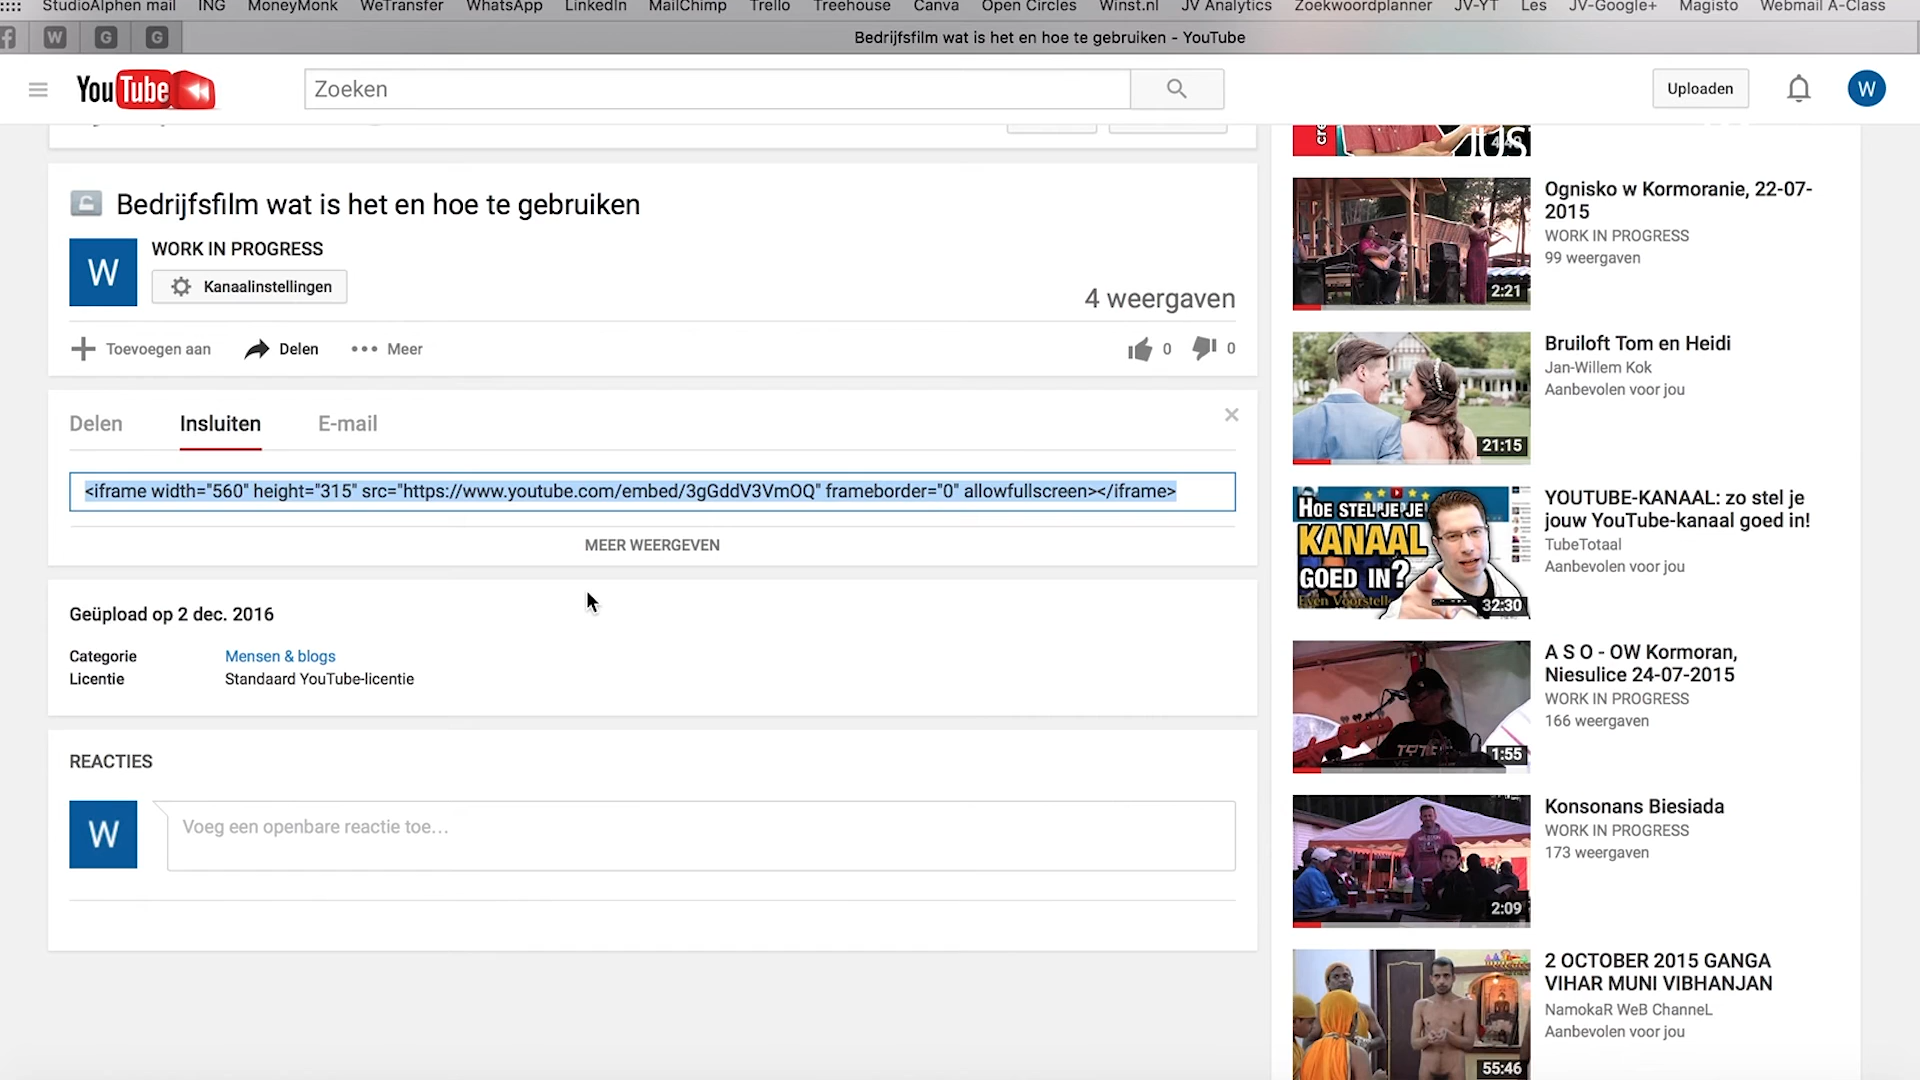 StudioAlphen mail ING MoneyMonk WeTransfer WhatsApp LinkedIn MailChimp Trello Treehouse Canva Open Circles Winst.nl JV Analytics Zoekwoordplanner JV-YT Les JV-Google+ Magisto Webmail A-Class
W G G
Bedrijfsfilm wat is het en hoe te gebruiken - YouTube
YouTube
Zoeken
Uploaden
W
Bedrijfsfilm wat is het en hoe te gebruiken
W
WORK IN PROGRESS
Kanaalinstellingen
4 weergaven
Toevoegen aan Delen Meer
0 0
Delen Insluiten E-mail
<iframe width="560" height="315" src="https://www.youtube.com/embed/3gGddV3VmOQ" frameborder="0" allowfullscreen></iframe>
MEER WEERGEVEN
Geüpload op 2 dec. 2016
Categorie Mensen & blogs
Licentie Standaard YouTube-licentie
REACTIES
W
Voeg een openbare reactie toe...
4:40
Ognisko w Kormoranie, 22-07-
2015
WORK IN PROGRESS
99 weergaven
2:21
Bruiloft Tom en Heidi
Jan-Willem Kok
Aanbevolen voor jou
21:15
HOE STEL JE JE
KANAAL
GOED IN?
Even Voorstelle
32:30
YOUTUBE-KANAAL: zo stel je
jouw YouTube-kanaal goed in!
TubeTotaal
Aanbevolen voor jou
A S O - OW Kormoran,
Niesulice 24-07-2015
WORK IN PROGRESS
166 weergaven
1:55
Konsonans Biesiada
WORK IN PROGRESS
173 weergaven
2:09
2 OCTOBER 2015 GANGA
VIHAR MUNI VIBHANJAN
NamokaR WeB ChanneL
Aanbevolen voor jou
55:46